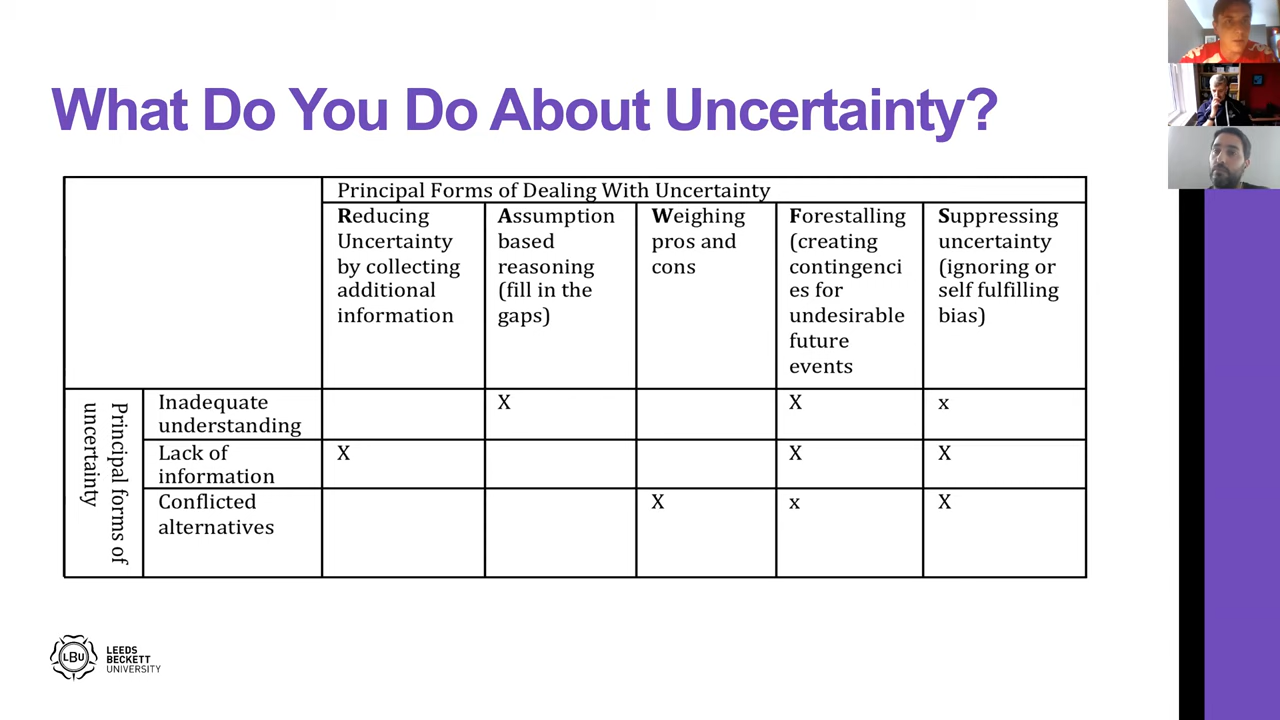 What Do You Do About Uncertainty?
Principal Forms of Dealing With Uncertainty
Reducing
Uncertainty
by collecting
additional
information
Assumption
based
reasoning
(fill in the
gaps)
Weighing
pros and
cons
Forestalling
(creating
contingenci
es for
undesirable
future
events
Suppressing
uncertainty
(ignoring or
self fulfilling
bias)
Principal forms of
uncertainty
Inadequate
understanding
X
X
x
Lack of
information
X
X
X
Conflicted
alternatives
X
x
X
LBU
LEEDS
BECKETT
UNIVERSITY